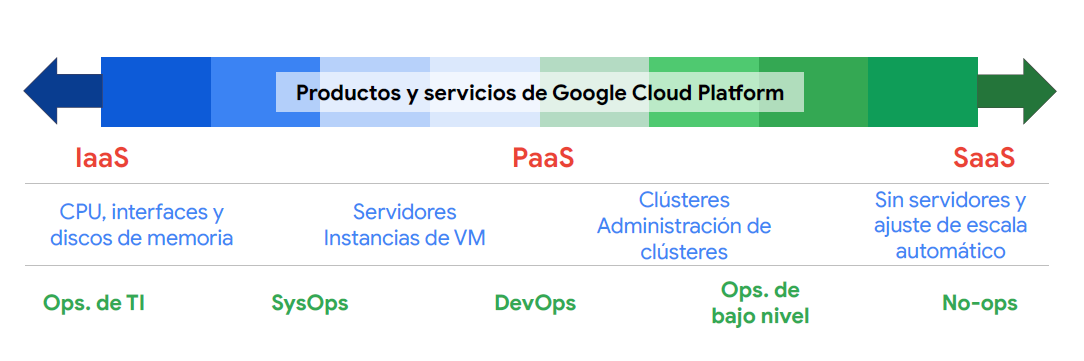 Productos y servicios de Google Cloud Platform
IaaS
PaaS
SaaS
CPU, interfaces y
discos de memoria
Servidores
Instancias de VM
Clústeres
Administración de
clústeres
Sin servidores y
ajuste de escala
automático
Ops. de TI
SysOps
DevOps
Ops. de
bajo nivel
No-ops